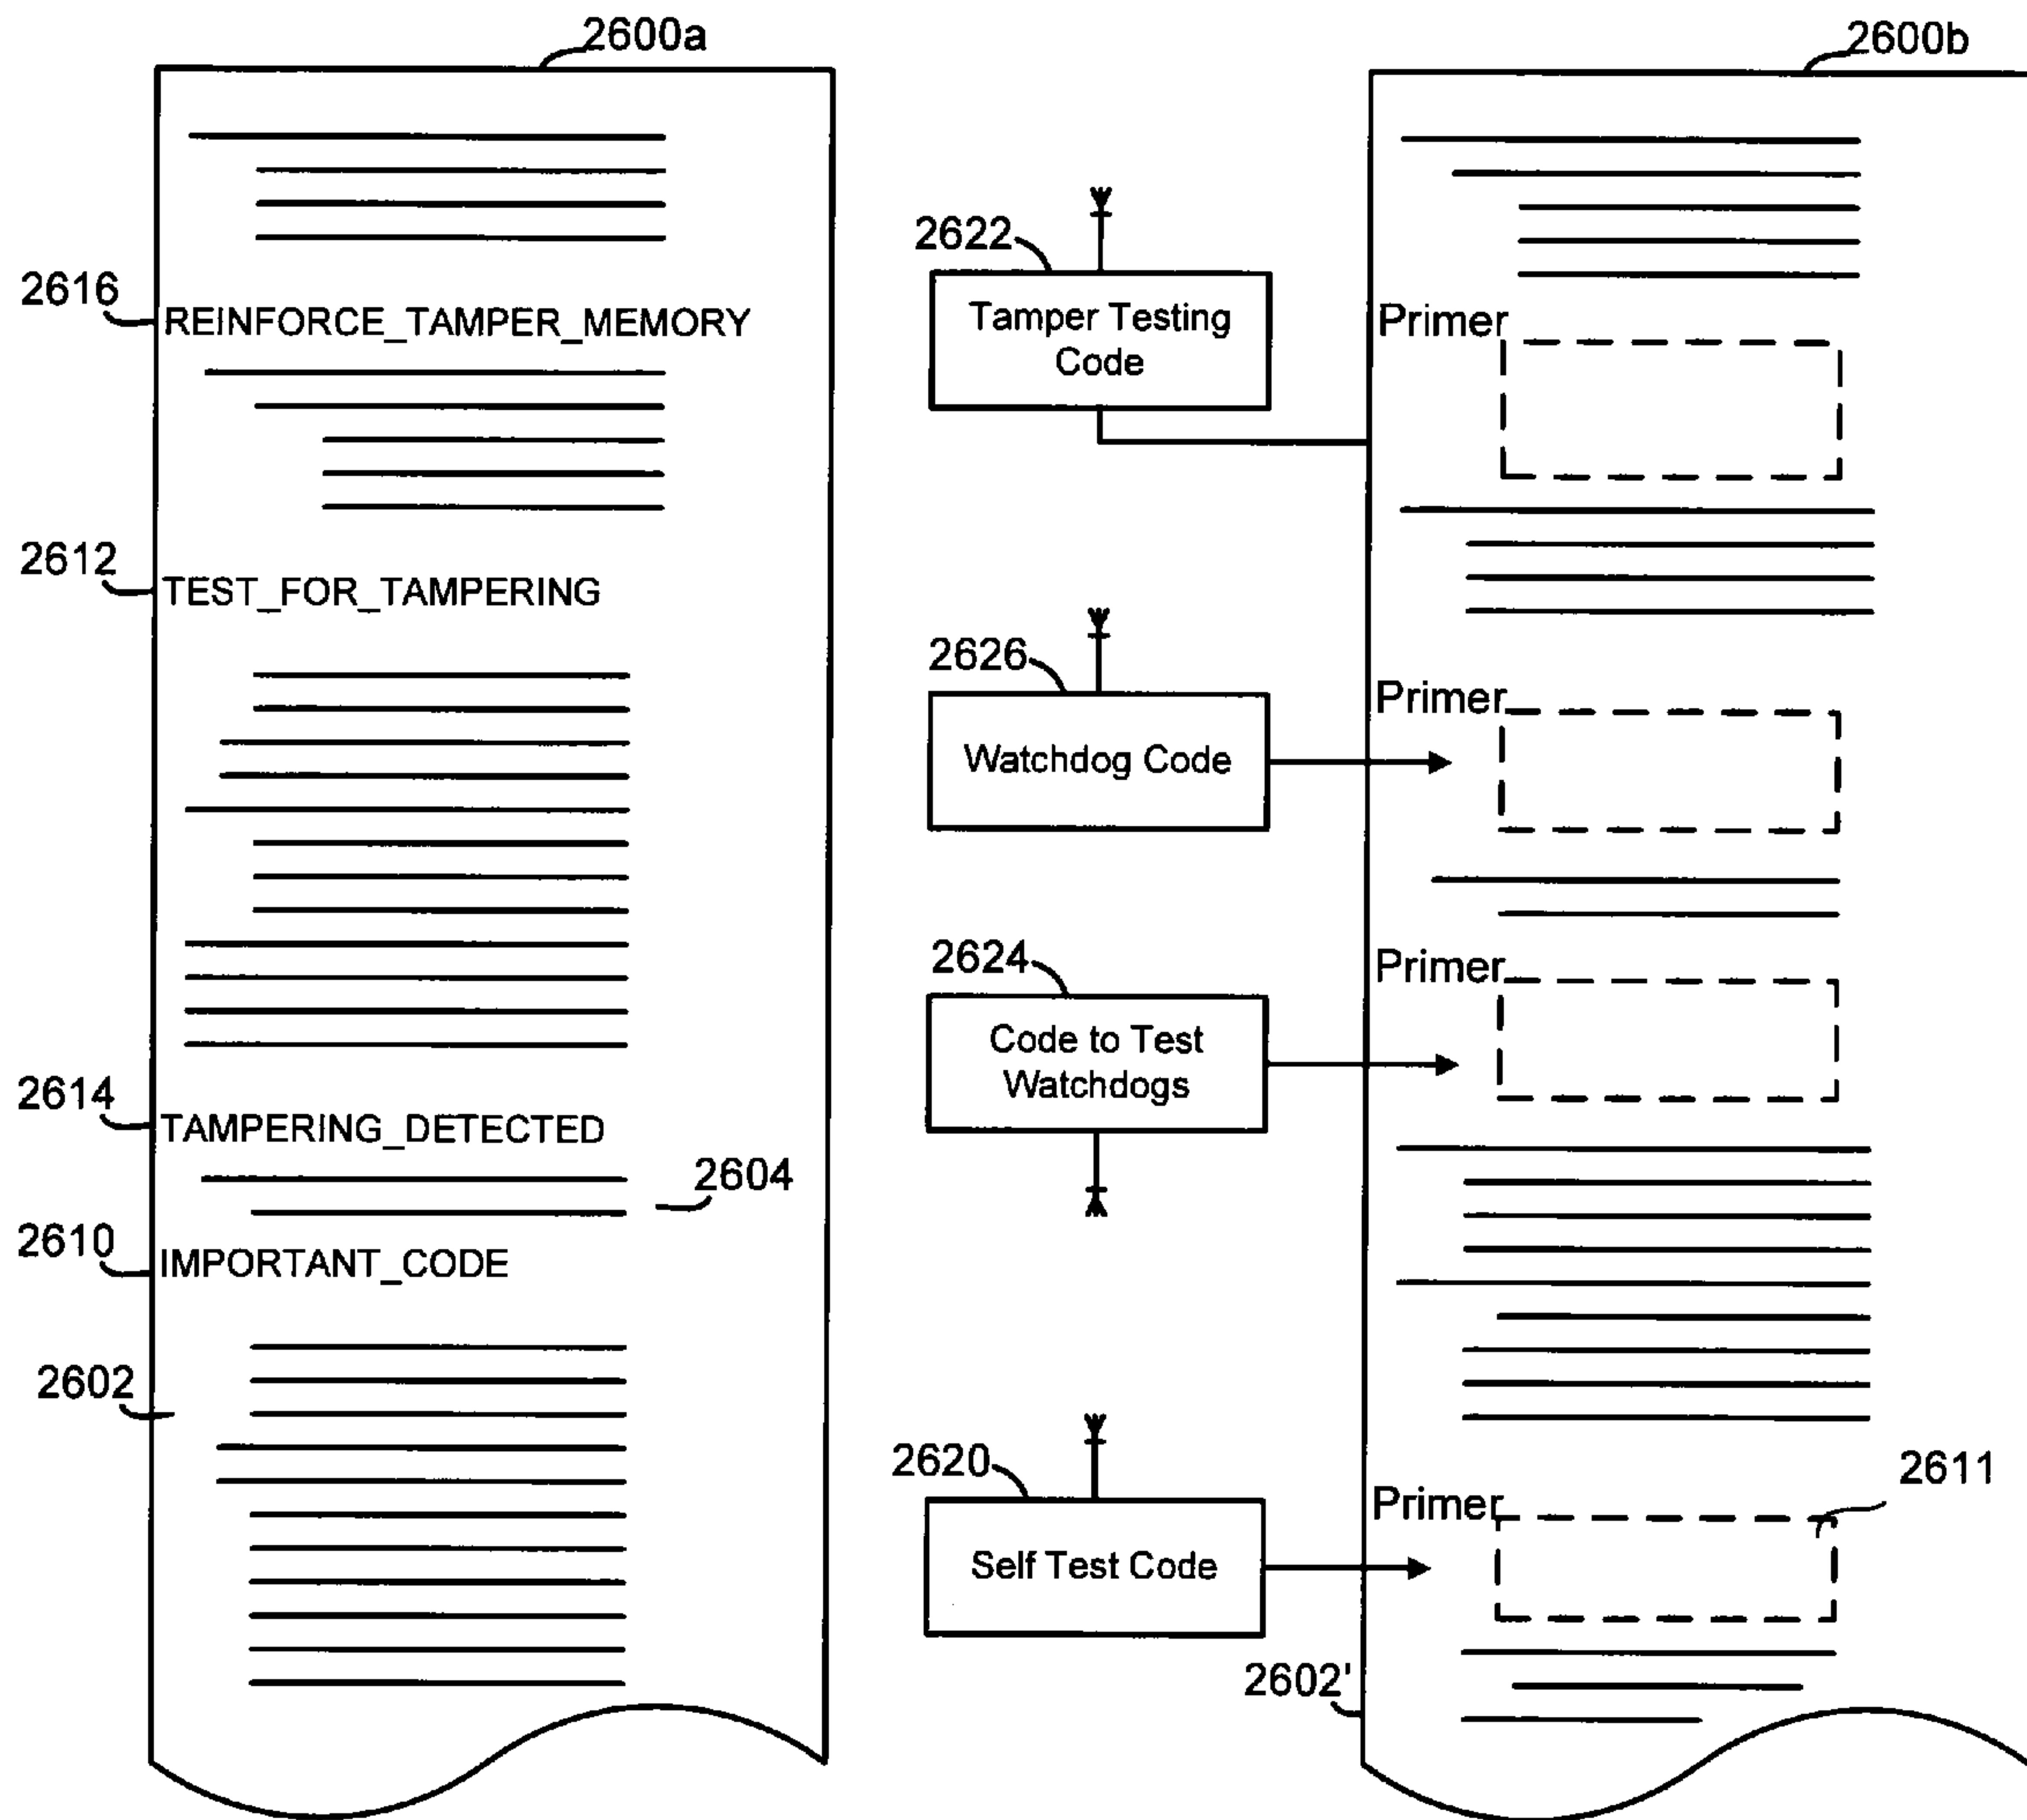 2600a
2616
REINFORCE_TAMPER_MEMORY
2612
TEST_FOR_TAMPERING
2614
TAMPERING_DETECTED
2604
2610
IMPORTANT_CODE
2602
2622
Tamper Testing
Code
2626
Watchdog Code
2624
Code to Test
Watchdogs
2620
Self Test Code
2600b
Primer
Primer
Primer
Primer
2611
2602'